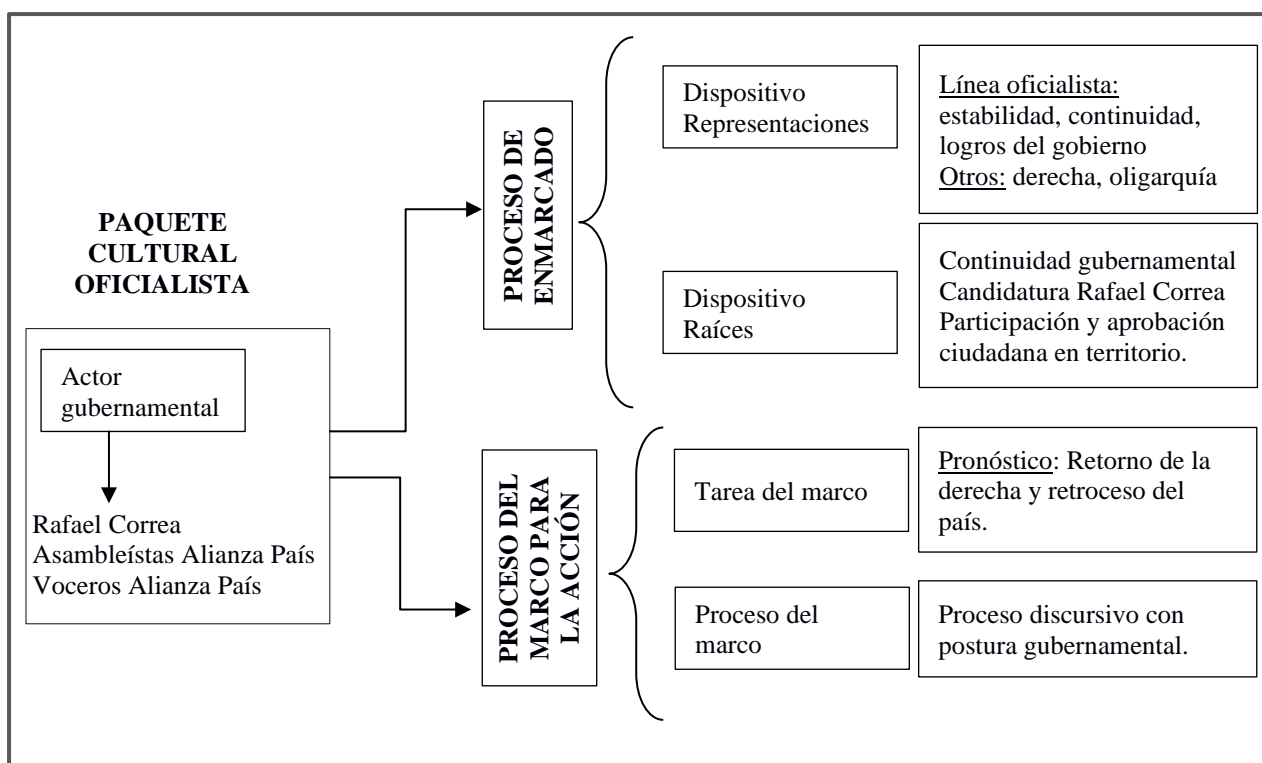 PAQUETE
CULTURAL
OFICIALISTA
Actor
gubernamental
Rafael Correa
Asambleístas Alianza País
Voceros Alianza País
PROCESO DE
ENMARCADO
Dispositivo
Representaciones
Línea oficialista:
estabilidad, continuidad,
logros del gobierno
Otros: derecha, oligarquía
Dispositivo
Raíces
Continuidad gubernamental
Candidatura Rafael Correa
Participación y aprobación
ciudadana en territorio.
PROCESO DEL
MARCO PARA
LA ACCIÓN
Tarea del marco
Pronóstico: Retorno de la
derecha y retroceso del
país.
Proceso del
marco
Proceso discursivo con
postura gubernamental.